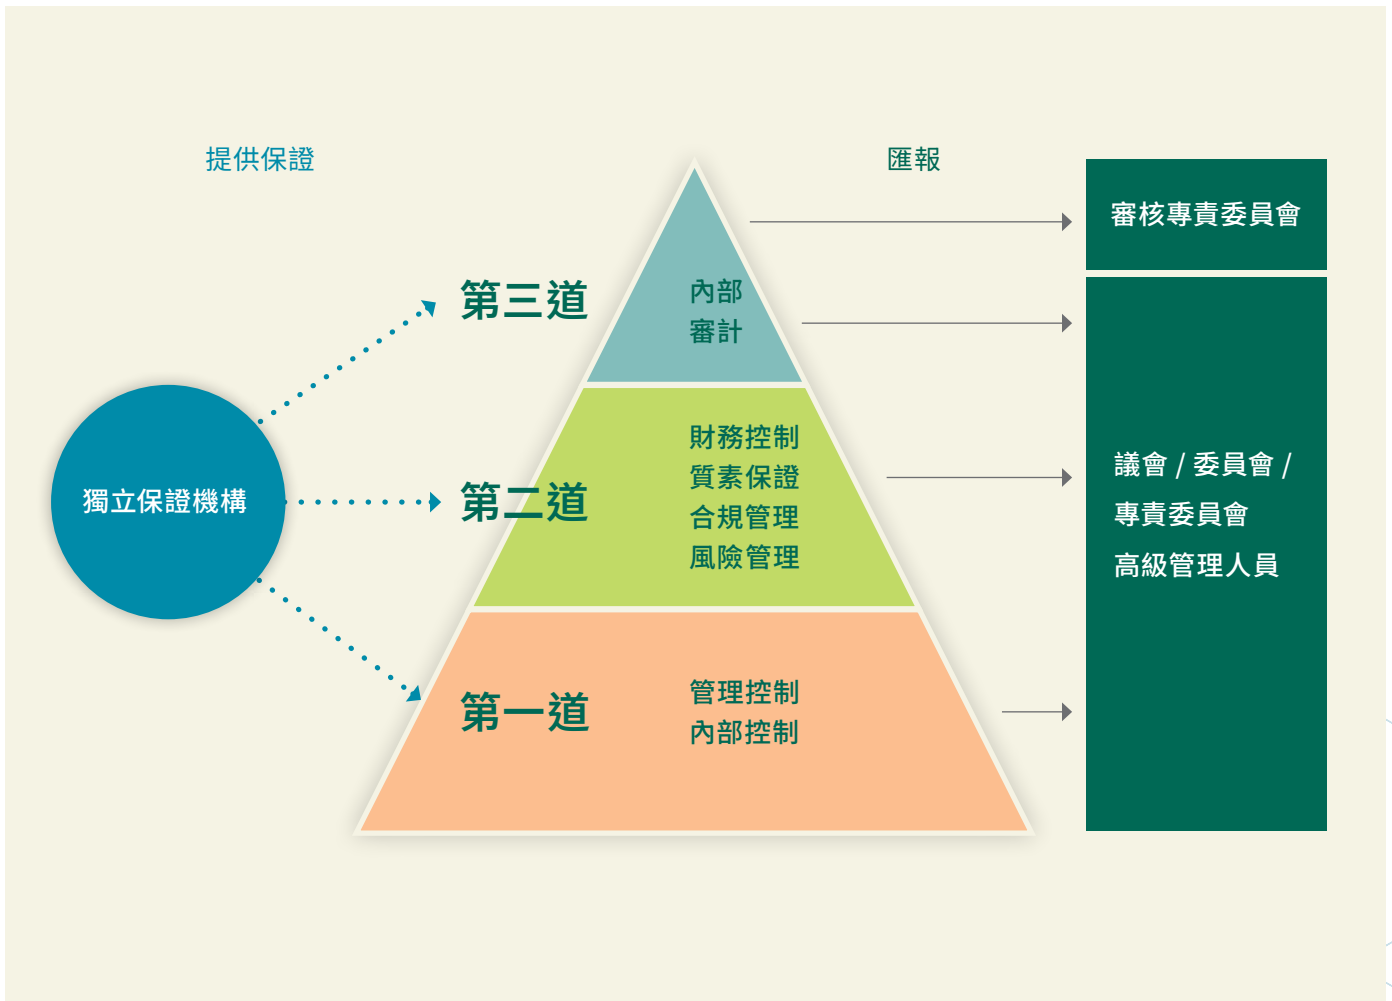 提供保證
匯報
審核專責委員會
第三道
內部
審計
財務控制
質素保證
合規管理
風險管理
議會 / 委員會 /
專責委員會
高級管理人員
獨立保證機構
第二道
第一道
管理控制
內部控制